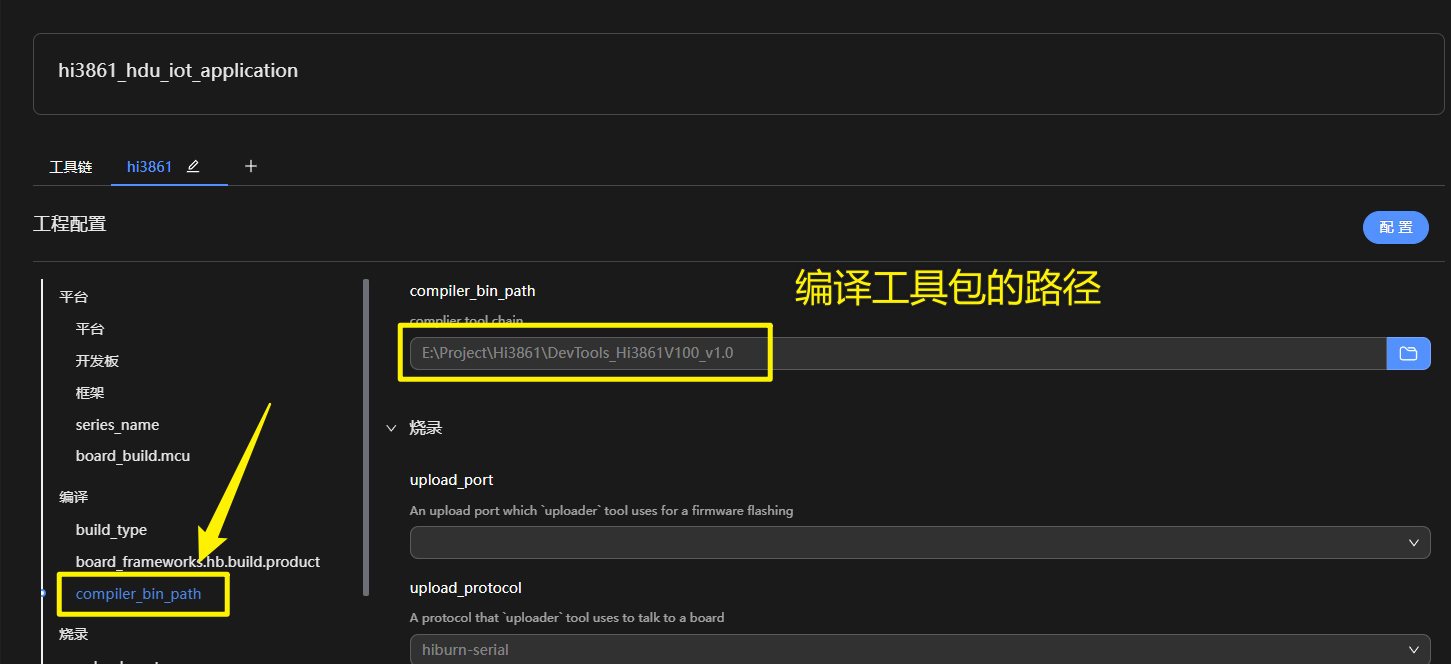 hi3861_hdu_iot_application
工具链 hi3861 +
工程配置
配 置
编译工具包的路径
平台
平台
开发板
框架
series_name
board_build.mcu
编译
build_type
board_frameworks.hb.build.product
compiler_bin_path
烧录
compiler_bin_path
complier tool chain
E:\Project\Hi3861\DevTools_Hi3861V100_v1.0
烧录
upload_port
An upload port which `uploader` tool uses for a firmware flashing
upload_protocol
A protocol that `uploader` tool uses to talk to a board
hiburn-serial